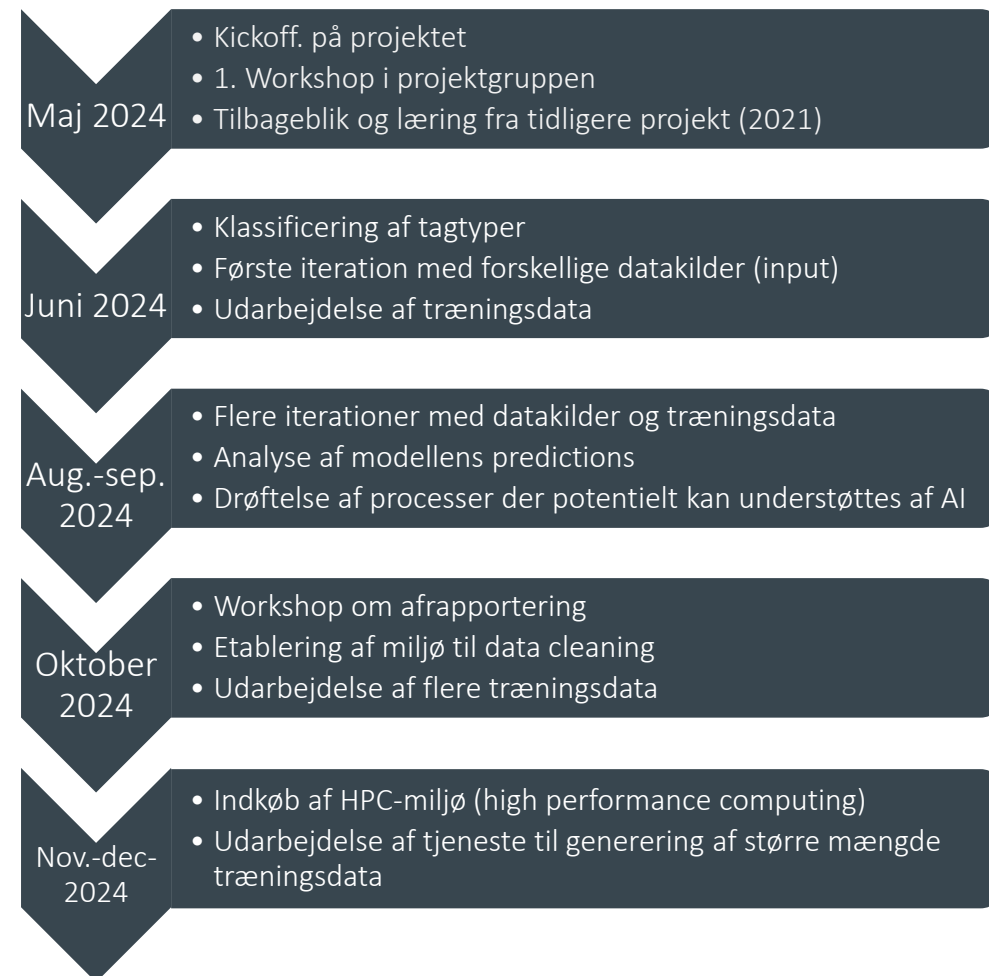 Maj 2024
• Kickoff. på projektet
• 1. Workshop i projektgruppen
• Tilbageblik og læring fra tidligere projekt (2021)
Juni 2024
• Klassificering af tagtyper
• Første iteration med forskellige datakilder (input)
• Udarbejdelse af træningsdata
Aug.-sep.
2024
• Flere iterationer med datakilder og træningsdata
• Analyse af modellens predictions
• Drøftelse af processer der potentielt kan understøttes af AI
Oktober
2024
• Workshop om afrapportering
• Etablering af miljø til data cleaning
• Udarbejdelse af flere træningsdata
Nov.-dec-
2024
• Indkøb af HPC-miljø (high performance computing)
• Udarbejdelse af tjeneste til generering af større mængde
træningsdata